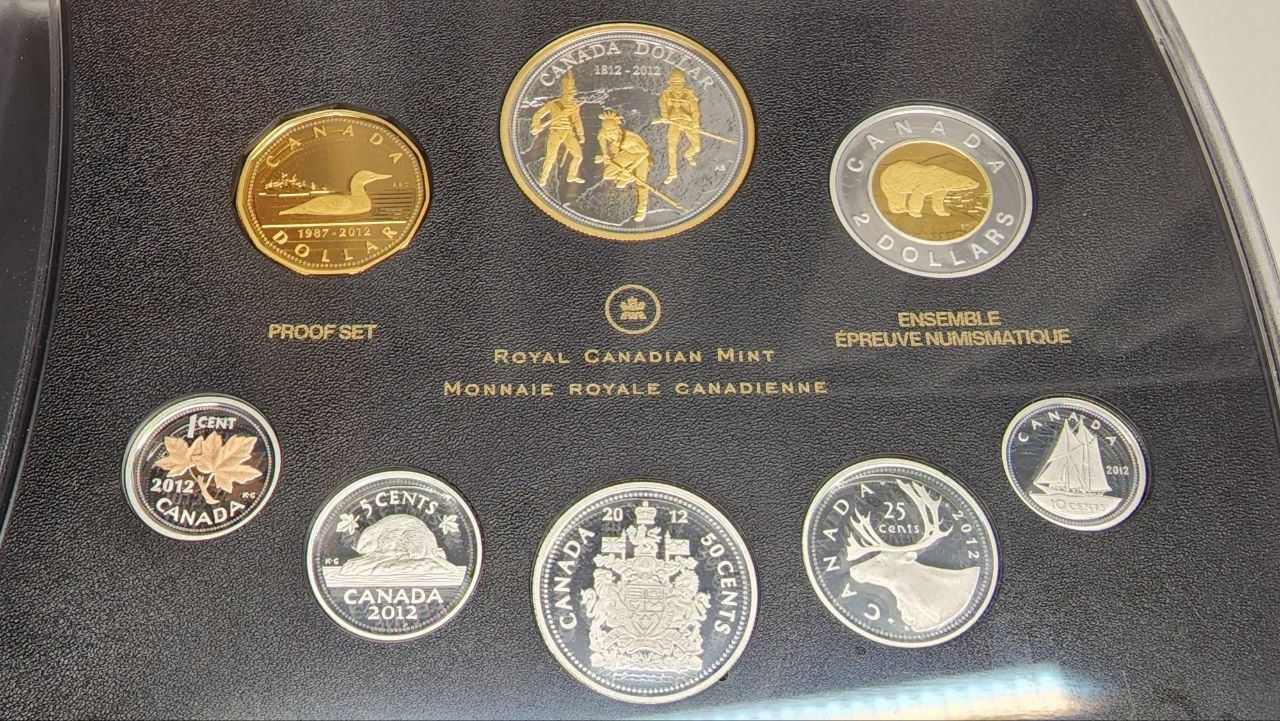 CANADA DOLLAR
1812 - 2012
AB
CANADA
1987 - 2012
DOLLAR
CANADA
2 DOLLARS
PROOF SET
ENSEMBLE
ÉPREUVE NUMISMATIQUE
ROYAL CANADIAN MINT
MONNAIE ROYALE CANADIENNE
1 CENT
2012
K·G
CANADA
5 CENTS
K·G
CANADA
2012
2012
CANADA
50 CENTS
CANADA
25
cents
2012
CANADA
2012
10 CENTS